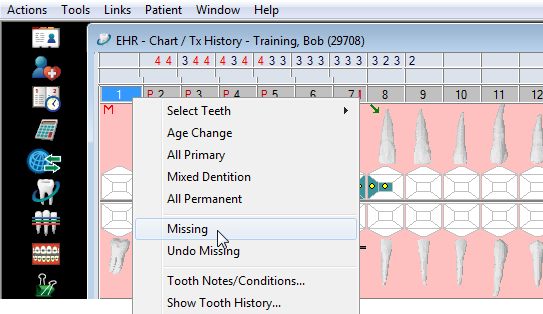 Actions Tools Links Patient Window Help
EHR - Chart / Tx History - Training, Bob (29708)
4 4 4 3 4 4 3 4 4 4 3 3 3 3 3 3 3 2 3 2
1 P 2 P 3 P 4 P 5 6 7 8 9 10 11 12
M
Select Teeth
Age Change
All Primary
Mixed Dentition
All Permanent
Missing
Undo Missing
Tooth Notes/Conditions...
Show Tooth History...